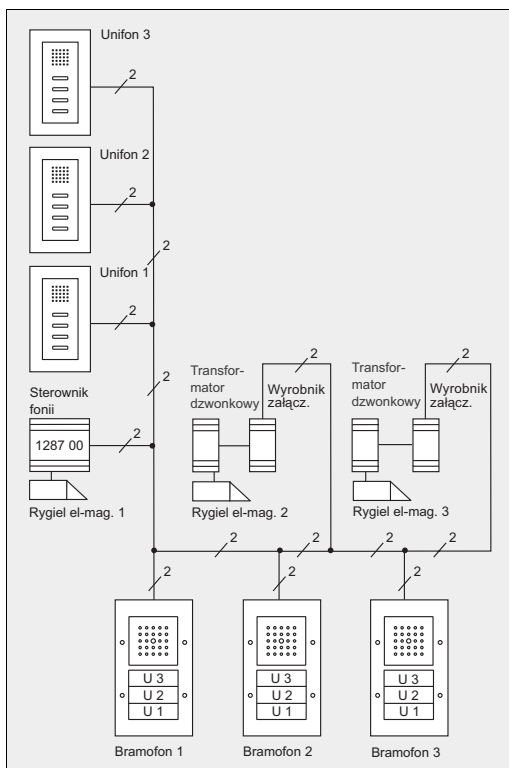 Unifon 3
2
Unifon 2
2
2
Unifon 1
2
2
Sterownik
fonii
1287 00
2
Rygiel el-mag. 1
Transfor-
mator
dzwonkowy
Wyrobnik
załącz.
2
Rygiel el-mag. 2
Transfor-
mator
dzwonkowy
Wyrobnik
załącz.
2
Rygiel el-mag. 3
2
2
2
2
2
2
2
U 3
U 2
U 1
Bramofon 1
U 3
U 2
U 1
Bramofon 2
U 3
U 2
U 1
Bramofon 3